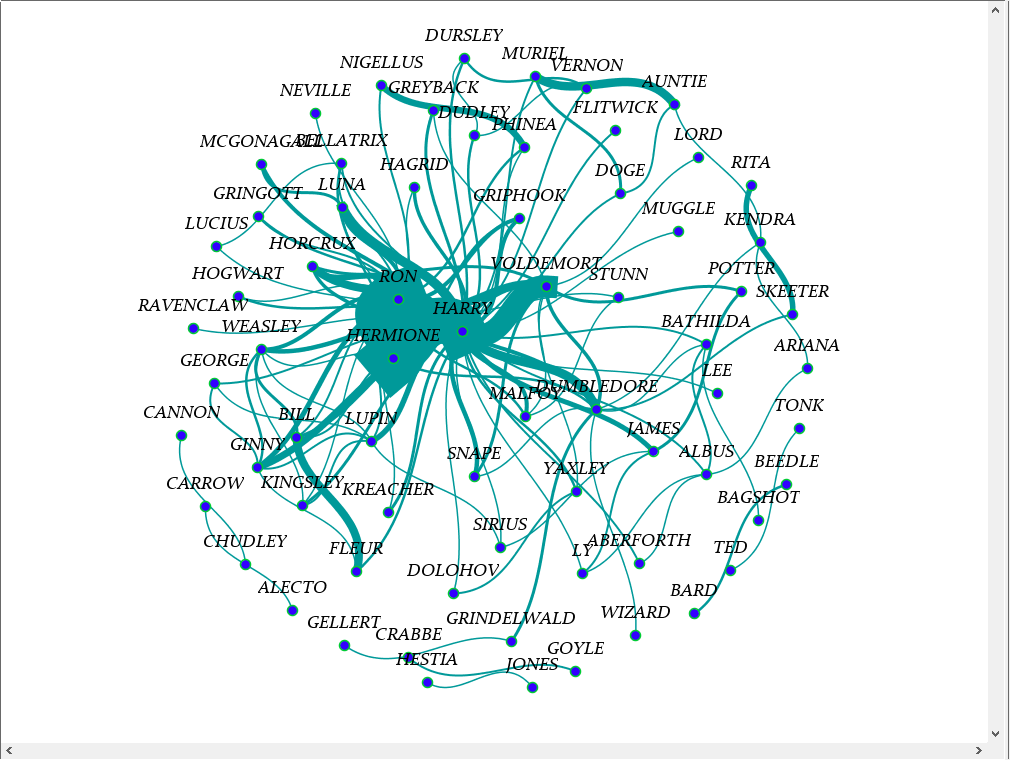 DURSLEY
MURIEL
NIGELLUS
VERNON
AUNTIE
NEVILLE
GREYBACK
DUDLEY
FLITWICK
PHINEA
LORD
MCGONAGALL
BELLATRIX
HAGRID
DOGE
RITA
GRINGOTT
LUNA
GRIPHOOK
MUGGLE
KENDRA
LUCIUS
HORCRUX
HOGWART
RON
VOLDEMORT
STUNN
POTTER
SKEETER
RAVENCLAW
WEASLEY
HARRY
HERMIONE
BATHILDA
ARIANA
GEORGE
LEE
CANNON
BILL
LUPIN
MALFOY
DUMBLEDORE
TONK
GINNY
JAMES
SNAPE
ALBUS
BEEDLE
CARROW
KINGSLEY
KREACHER
YAXLEY
BAGSHOT
CHUDLEY
FLEUR
SIRIUS
LY
ABERFORTH
TED
ALECTO
DOLOHOV
BARD
GELLERT
CRABBE
GRINDELWALD
WIZARD
HESTIA
JONES
GOYLE